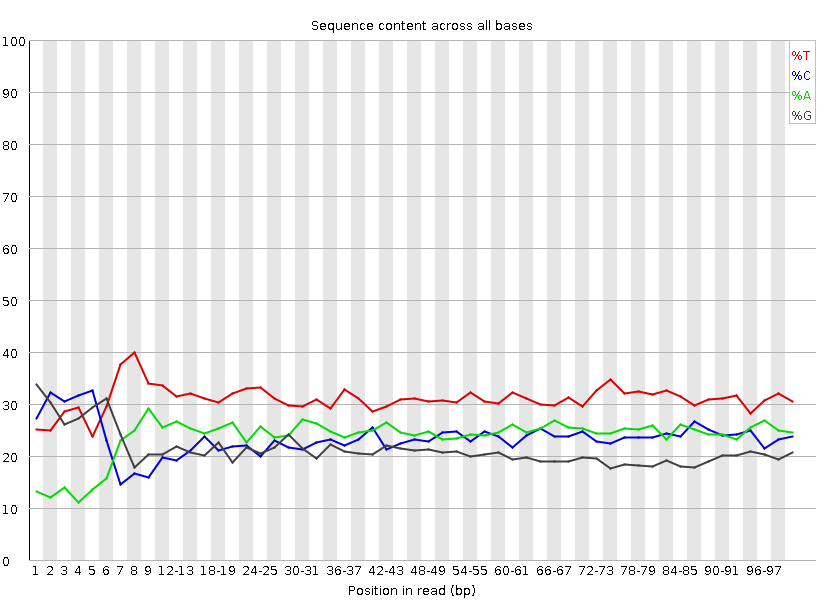 Sequence content across all bases
100
90
80
70
60
50
40
30
20
10
0
%T
%C
%A
%G
1 2 3 4 5 6 7 8 9 12-13 18-19 24-25 30-31 36-37 42-43 48-49 54-55 60-61 66-67 72-73 78-79 84-85 90-91 96-97
Position in read (bp)